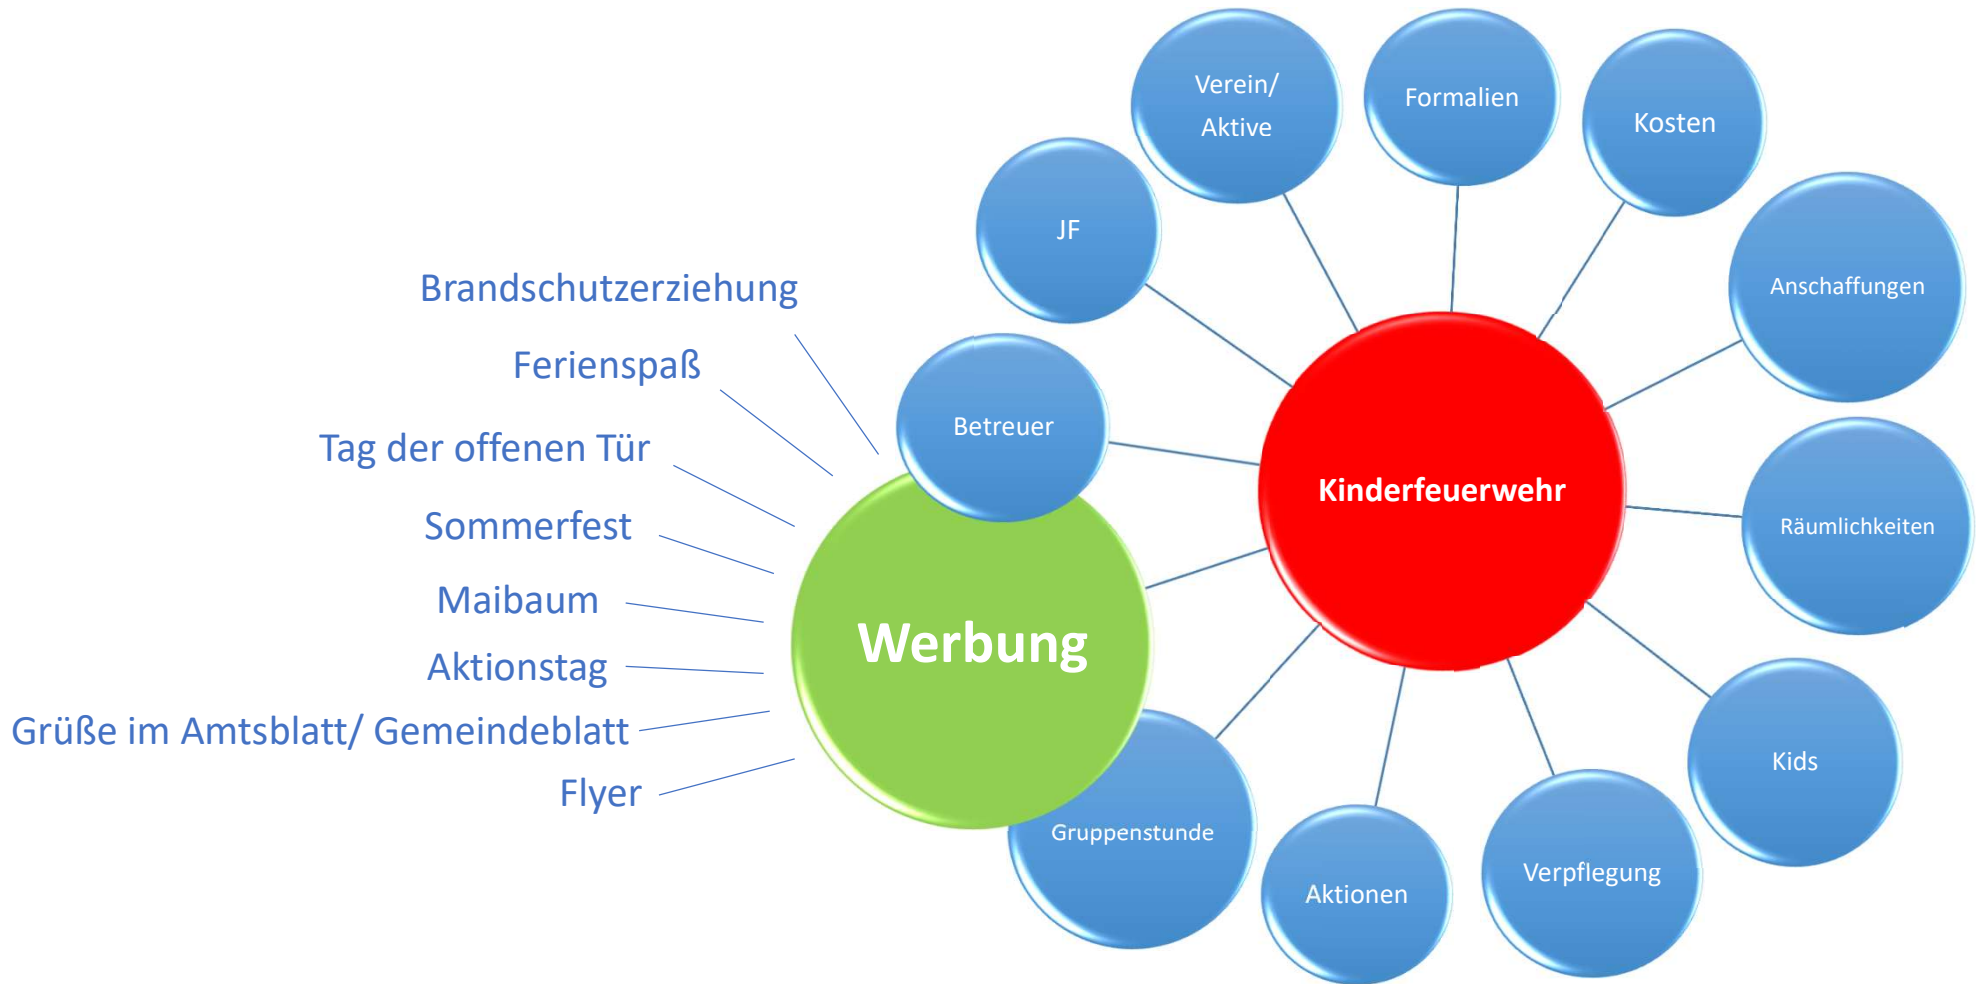 Verein/
Aktive
Formalien
Kosten
JF
Anschaffungen
Brandschutzerziehung
Ferienspaß
Betreuer
Tag der offenen Tür
Kinderfeuerwehr
Räumlichkeiten
Sommerfest
Maibaum
Werbung
Aktionstag
Grüße im Amtsblatt/ Gemeindeblatt
Kids
Flyer
Gruppenstunde
Verpflegung
Aktionen